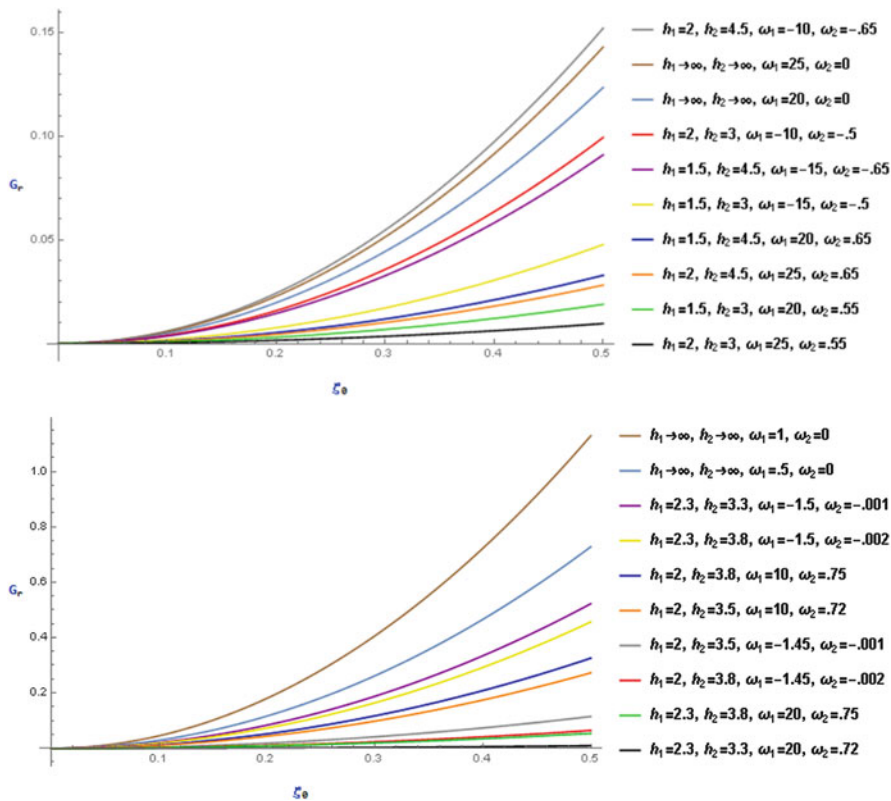 0.15
0.10
0.05
Gᵣ
0.1 0.2 0.3 0.4 0.5
ξ₀
h₁=2, h₂=4.5, ω₁=−10, ω₂=−.65
h₁→∞, h₂→∞, ω₁=25, ω₂=0
h₁→∞, h₂→∞, ω₁=20, ω₂=0
h₁=2, h₂=3, ω₁=−10, ω₂=−.5
h₁=1.5, h₂=4.5, ω₁=−15, ω₂=−.65
h₁=1.5, h₂=3, ω₁=−15, ω₂=−.5
h₁=1.5, h₂=4.5, ω₁=20, ω₂=.65
h₁=2, h₂=4.5, ω₁=25, ω₂=.65
h₁=1.5, h₂=3, ω₁=20, ω₂=.55
h₁=2, h₂=3, ω₁=25, ω₂=.55
1.0
0.8
0.6
Gᵣ
0.4
0.2
0.1 0.2 0.3 0.4 0.5
ξ₀
h₁→∞, h₂→∞, ω₁=1, ω₂=0
h₁→∞, h₂→∞, ω₁=.5, ω₂=0
h₁=2.3, h₂=3.3, ω₁=−1.5, ω₂=−.001
h₁=2.3, h₂=3.8, ω₁=−1.5, ω₂=−.002
h₁=2, h₂=3.8, ω₁=10, ω₂=.75
h₁=2, h₂=3.5, ω₁=10, ω₂=.72
h₁=2, h₂=3.5, ω₁=−1.45, ω₂=−.001
h₁=2, h₂=3.8, ω₁=−1.45, ω₂=−.002
h₁=2.3, h₂=3.8, ω₁=20, ω₂=.75
h₁=2.3, h₂=3.3, ω₁=20, ω₂=.72